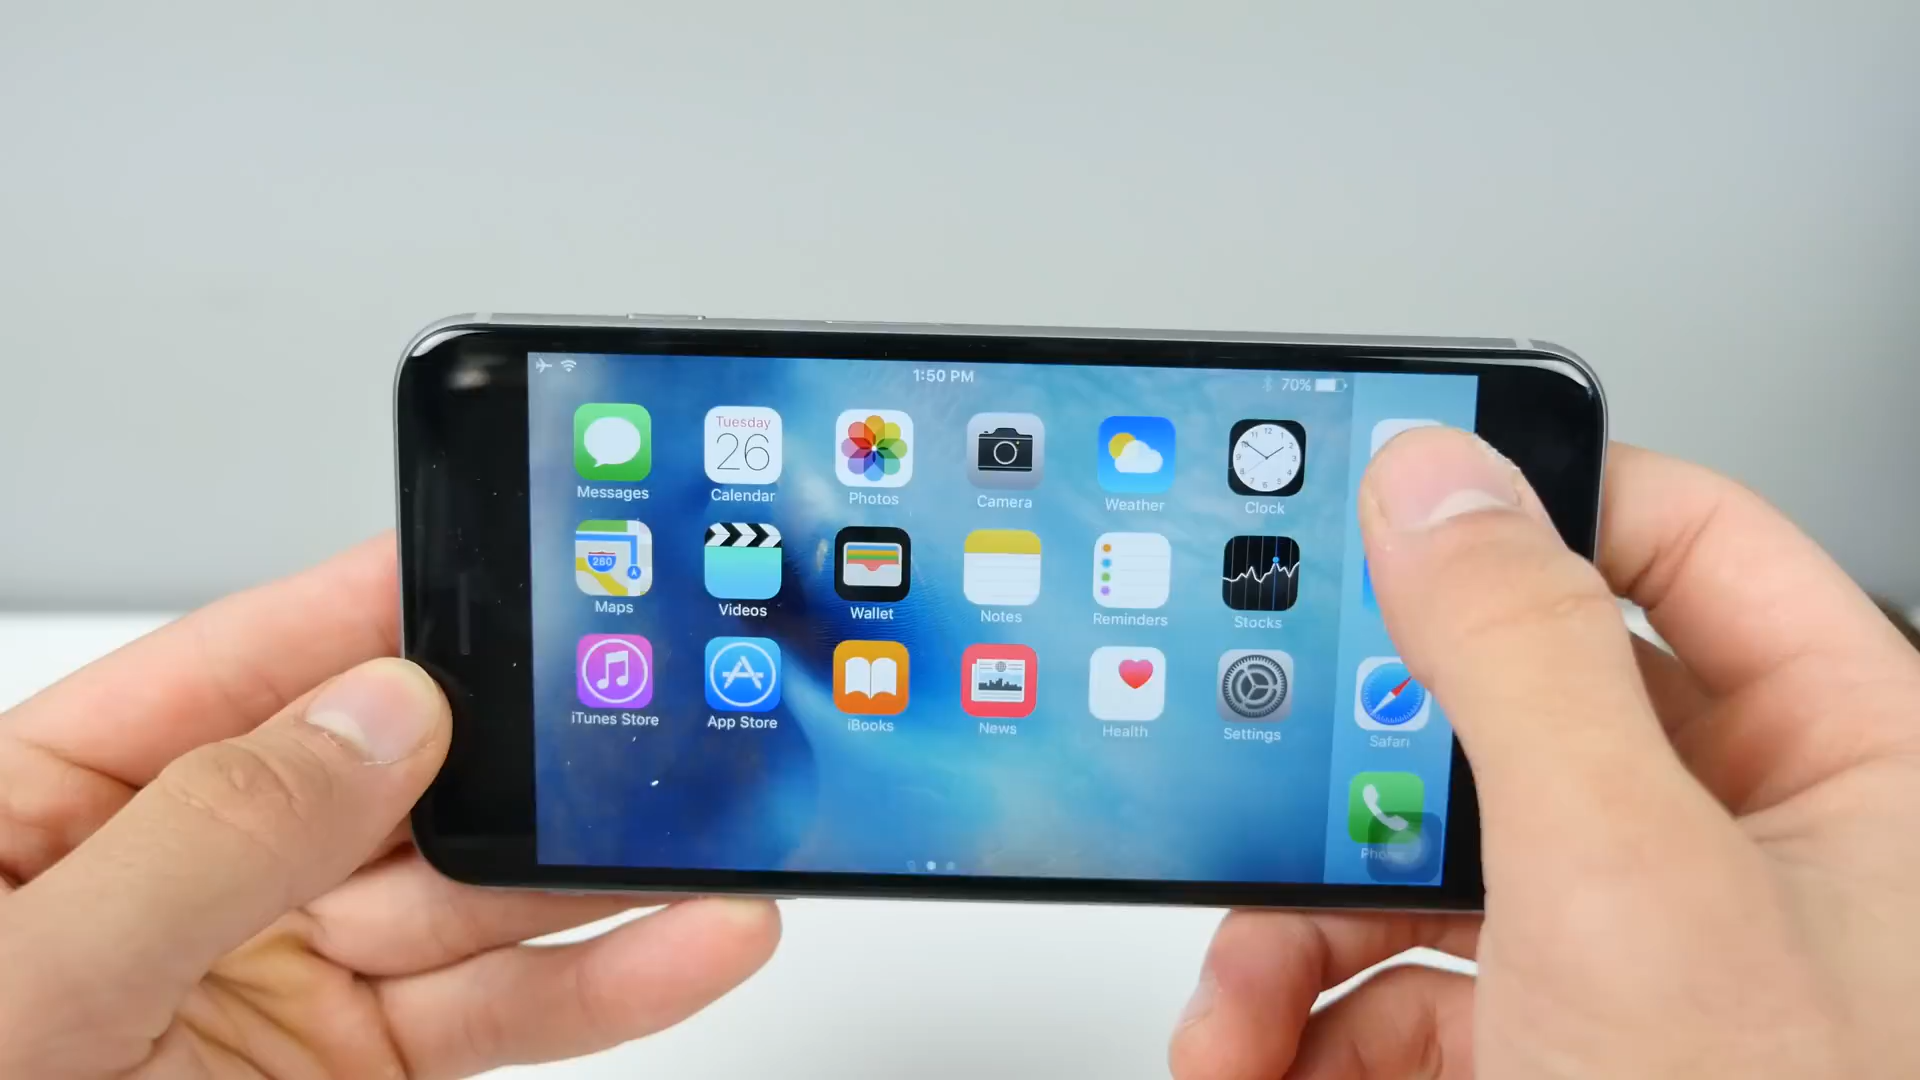 1:50 PM
70%
Tuesday
26
Messages
Calendar
Photos
Camera
Weather
Clock
280
Maps
Videos
Wallet
Notes
Reminders
Stocks
iTunes Store
App Store
iBooks
News
Health
Settings
Safari
Phone